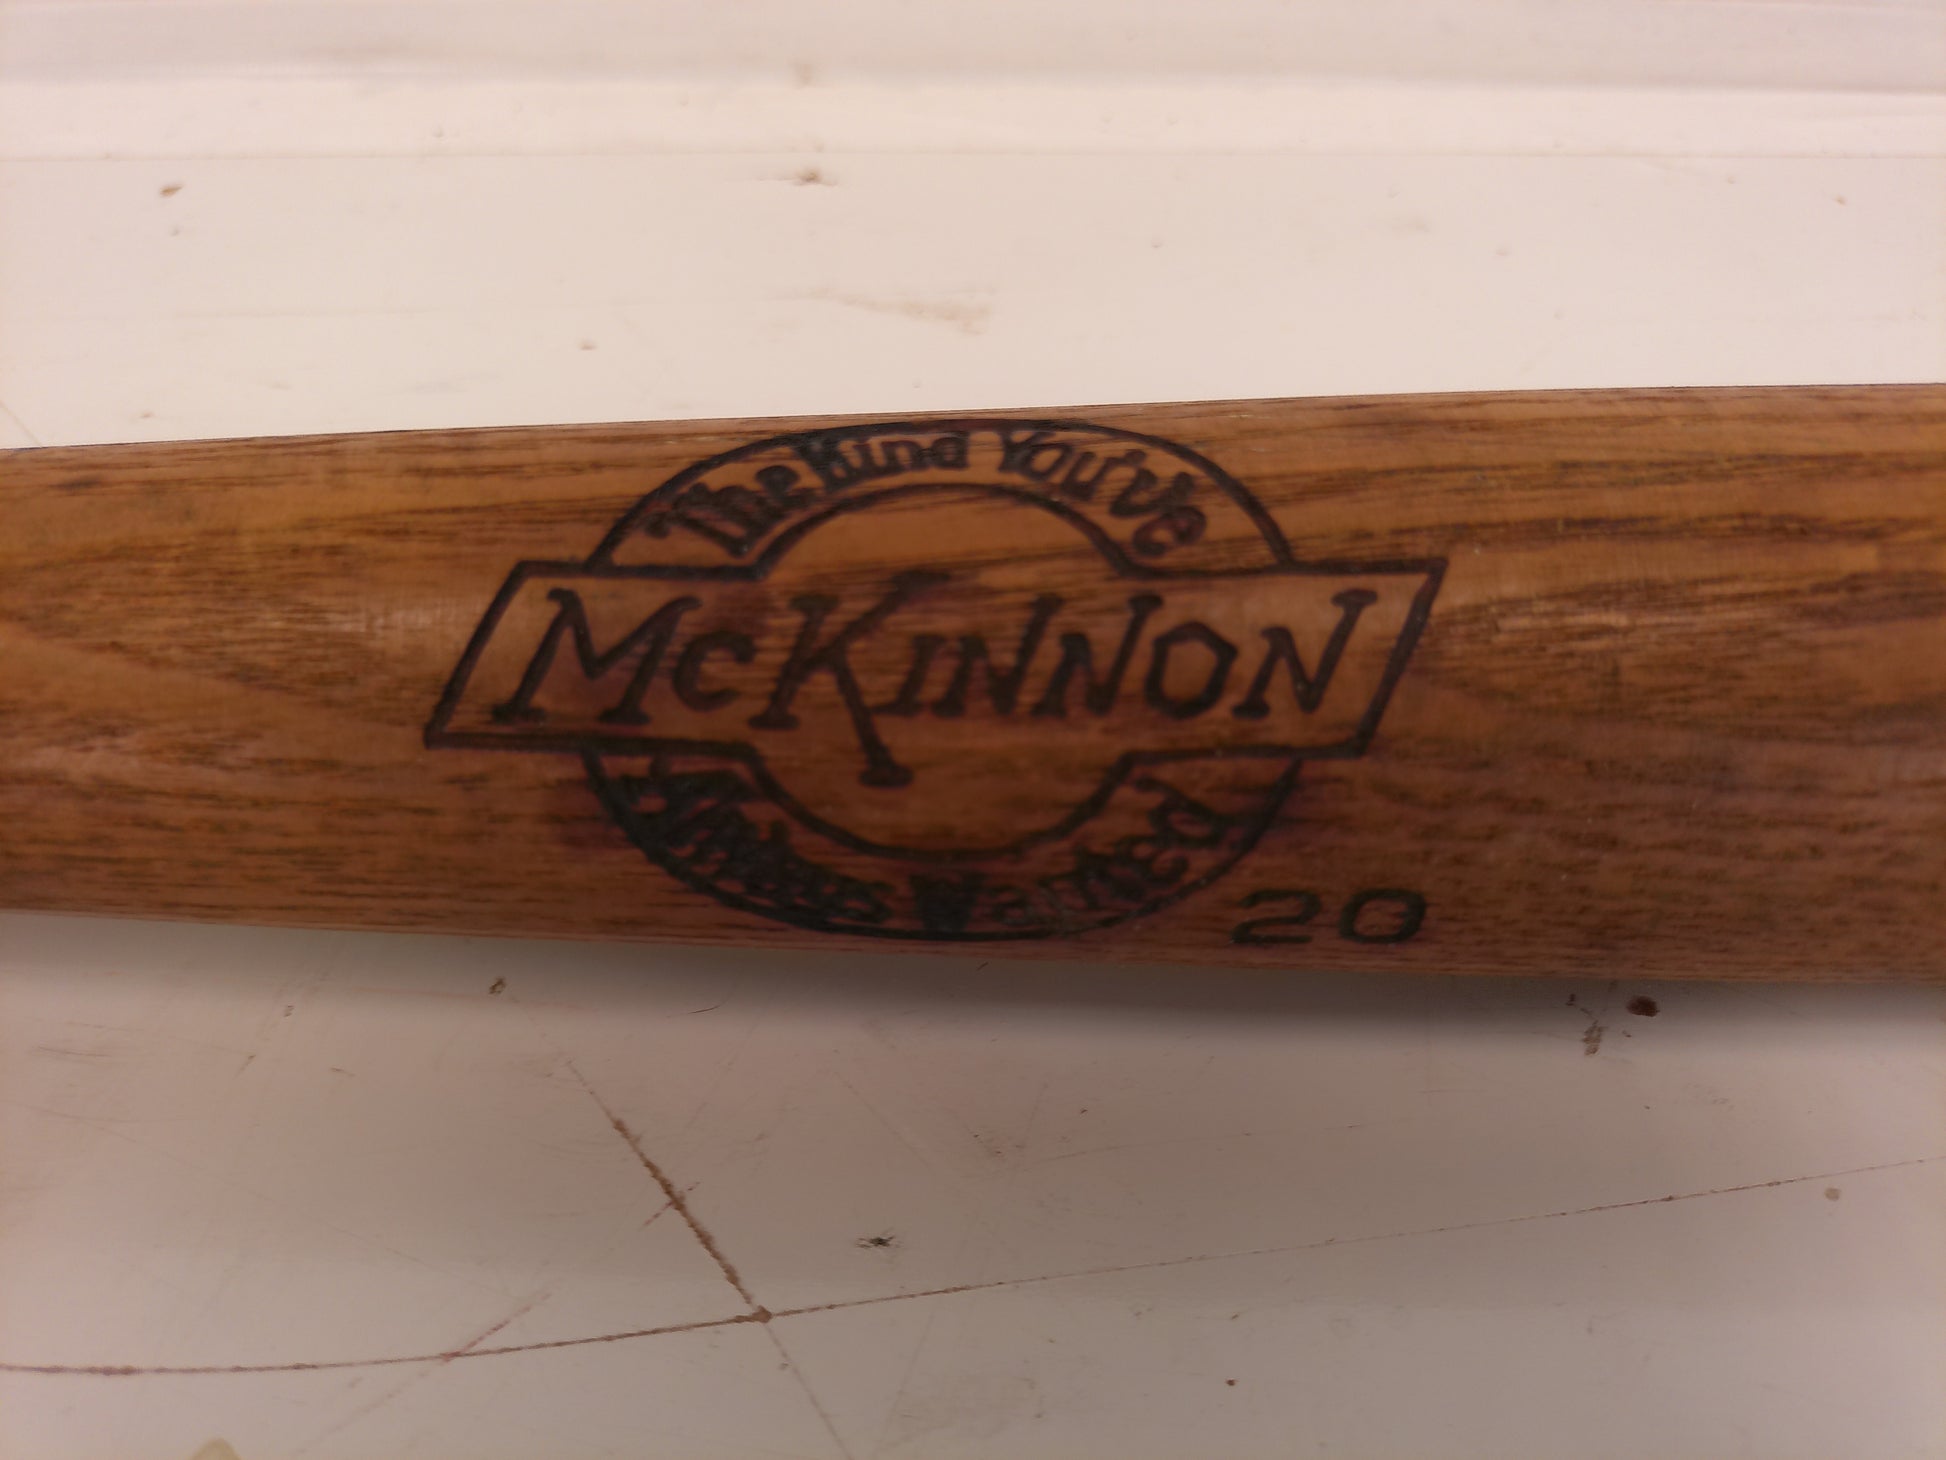 The Kind You've
McKINNON
Always Wanted
20